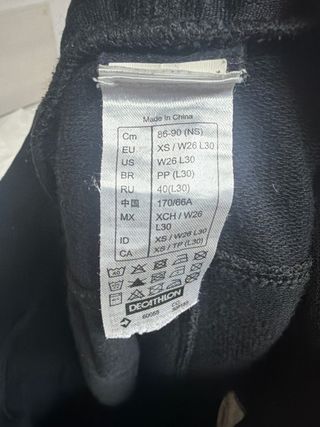 Made in China
Cm 86-90 (NS)
EU XS / W26 L30
US W26 L30
BR PP (L30)
RU 40(L30)
中国 170/66A
MX XCH / W26
L30
ID XS / W26 L30
CA XS / TP (L30)
DECATHLON